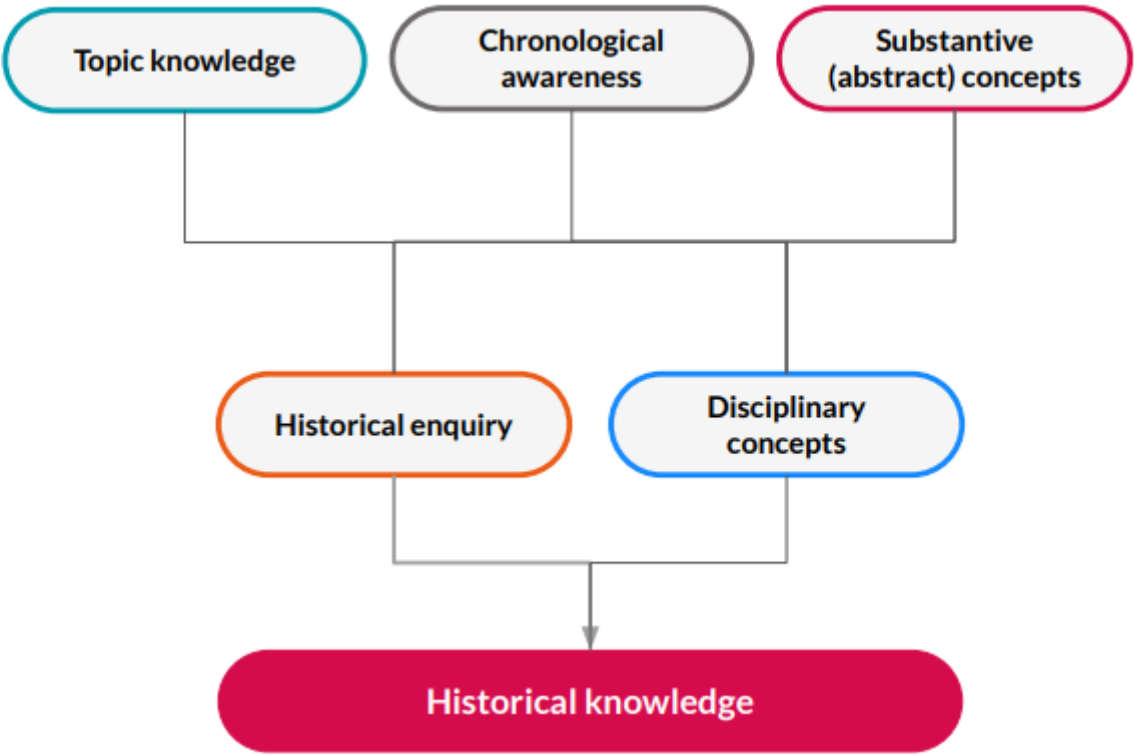 Topic knowledge
Chronological
awareness
Substantive
(abstract) concepts
Historical enquiry
Disciplinary
concepts
Historical knowledge